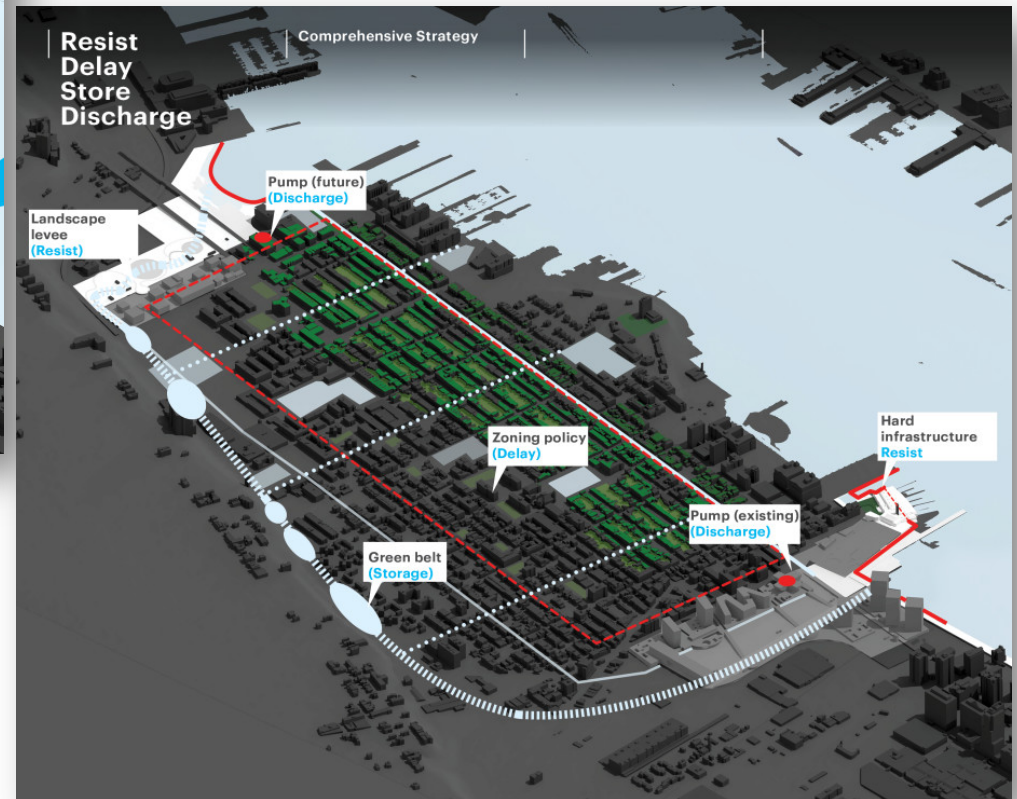 Resist
Delay
Store
Discharge
Comprehensive Strategy
Pump (future)
(Discharge)
Landscape
levee
(Resist)
Hard
infrastructure
Resist
Zoning policy
(Delay)
Pump (existing)
(Discharge)
Green belt
(Storage)